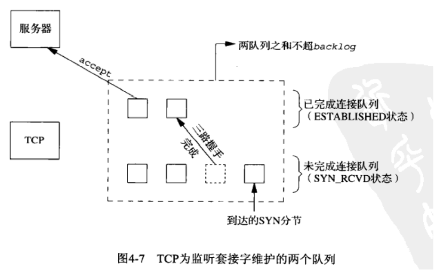 服务器
accept
两队列之和不超backlog
已完成连接队列
(ESTABLISHED状态)
三路握手
完成
TCP
未完成连接队列
(SYN_RCVD状态)
到达的SYN分节
图4-7 TCP为监听套接字维护的两个队列